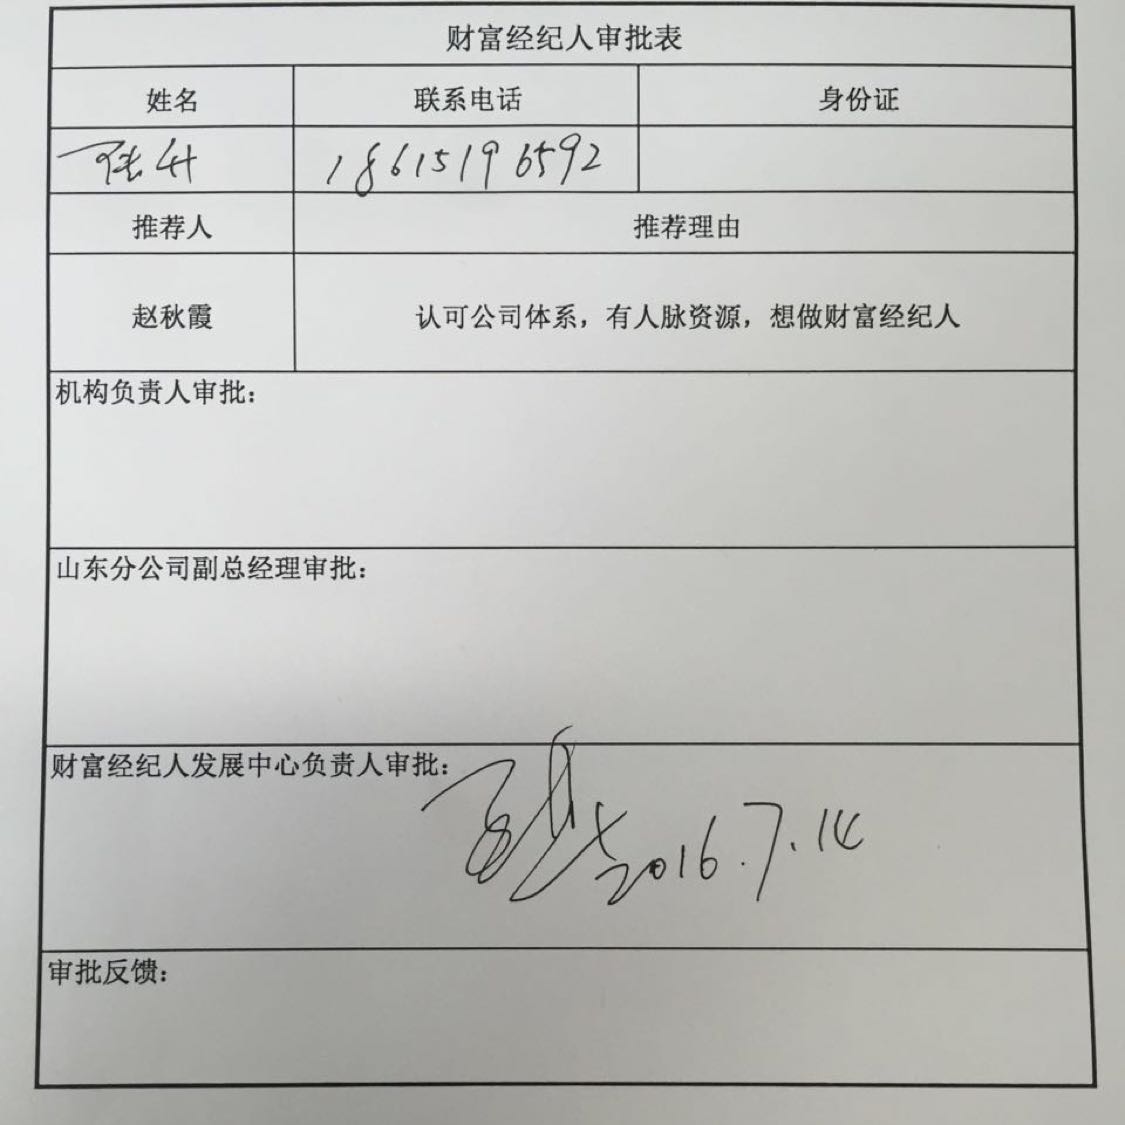 财富经纪人审批表
姓名 联系电话 身份证
18615196592
推荐人 推荐理由
赵秋霞 认可公司体系，有人脉资源，想做财富经纪人
机构负责人审批：
山东分公司副总经理审批：
财富经纪人发展中心负责人审批：
2016.7.14
审批反馈：